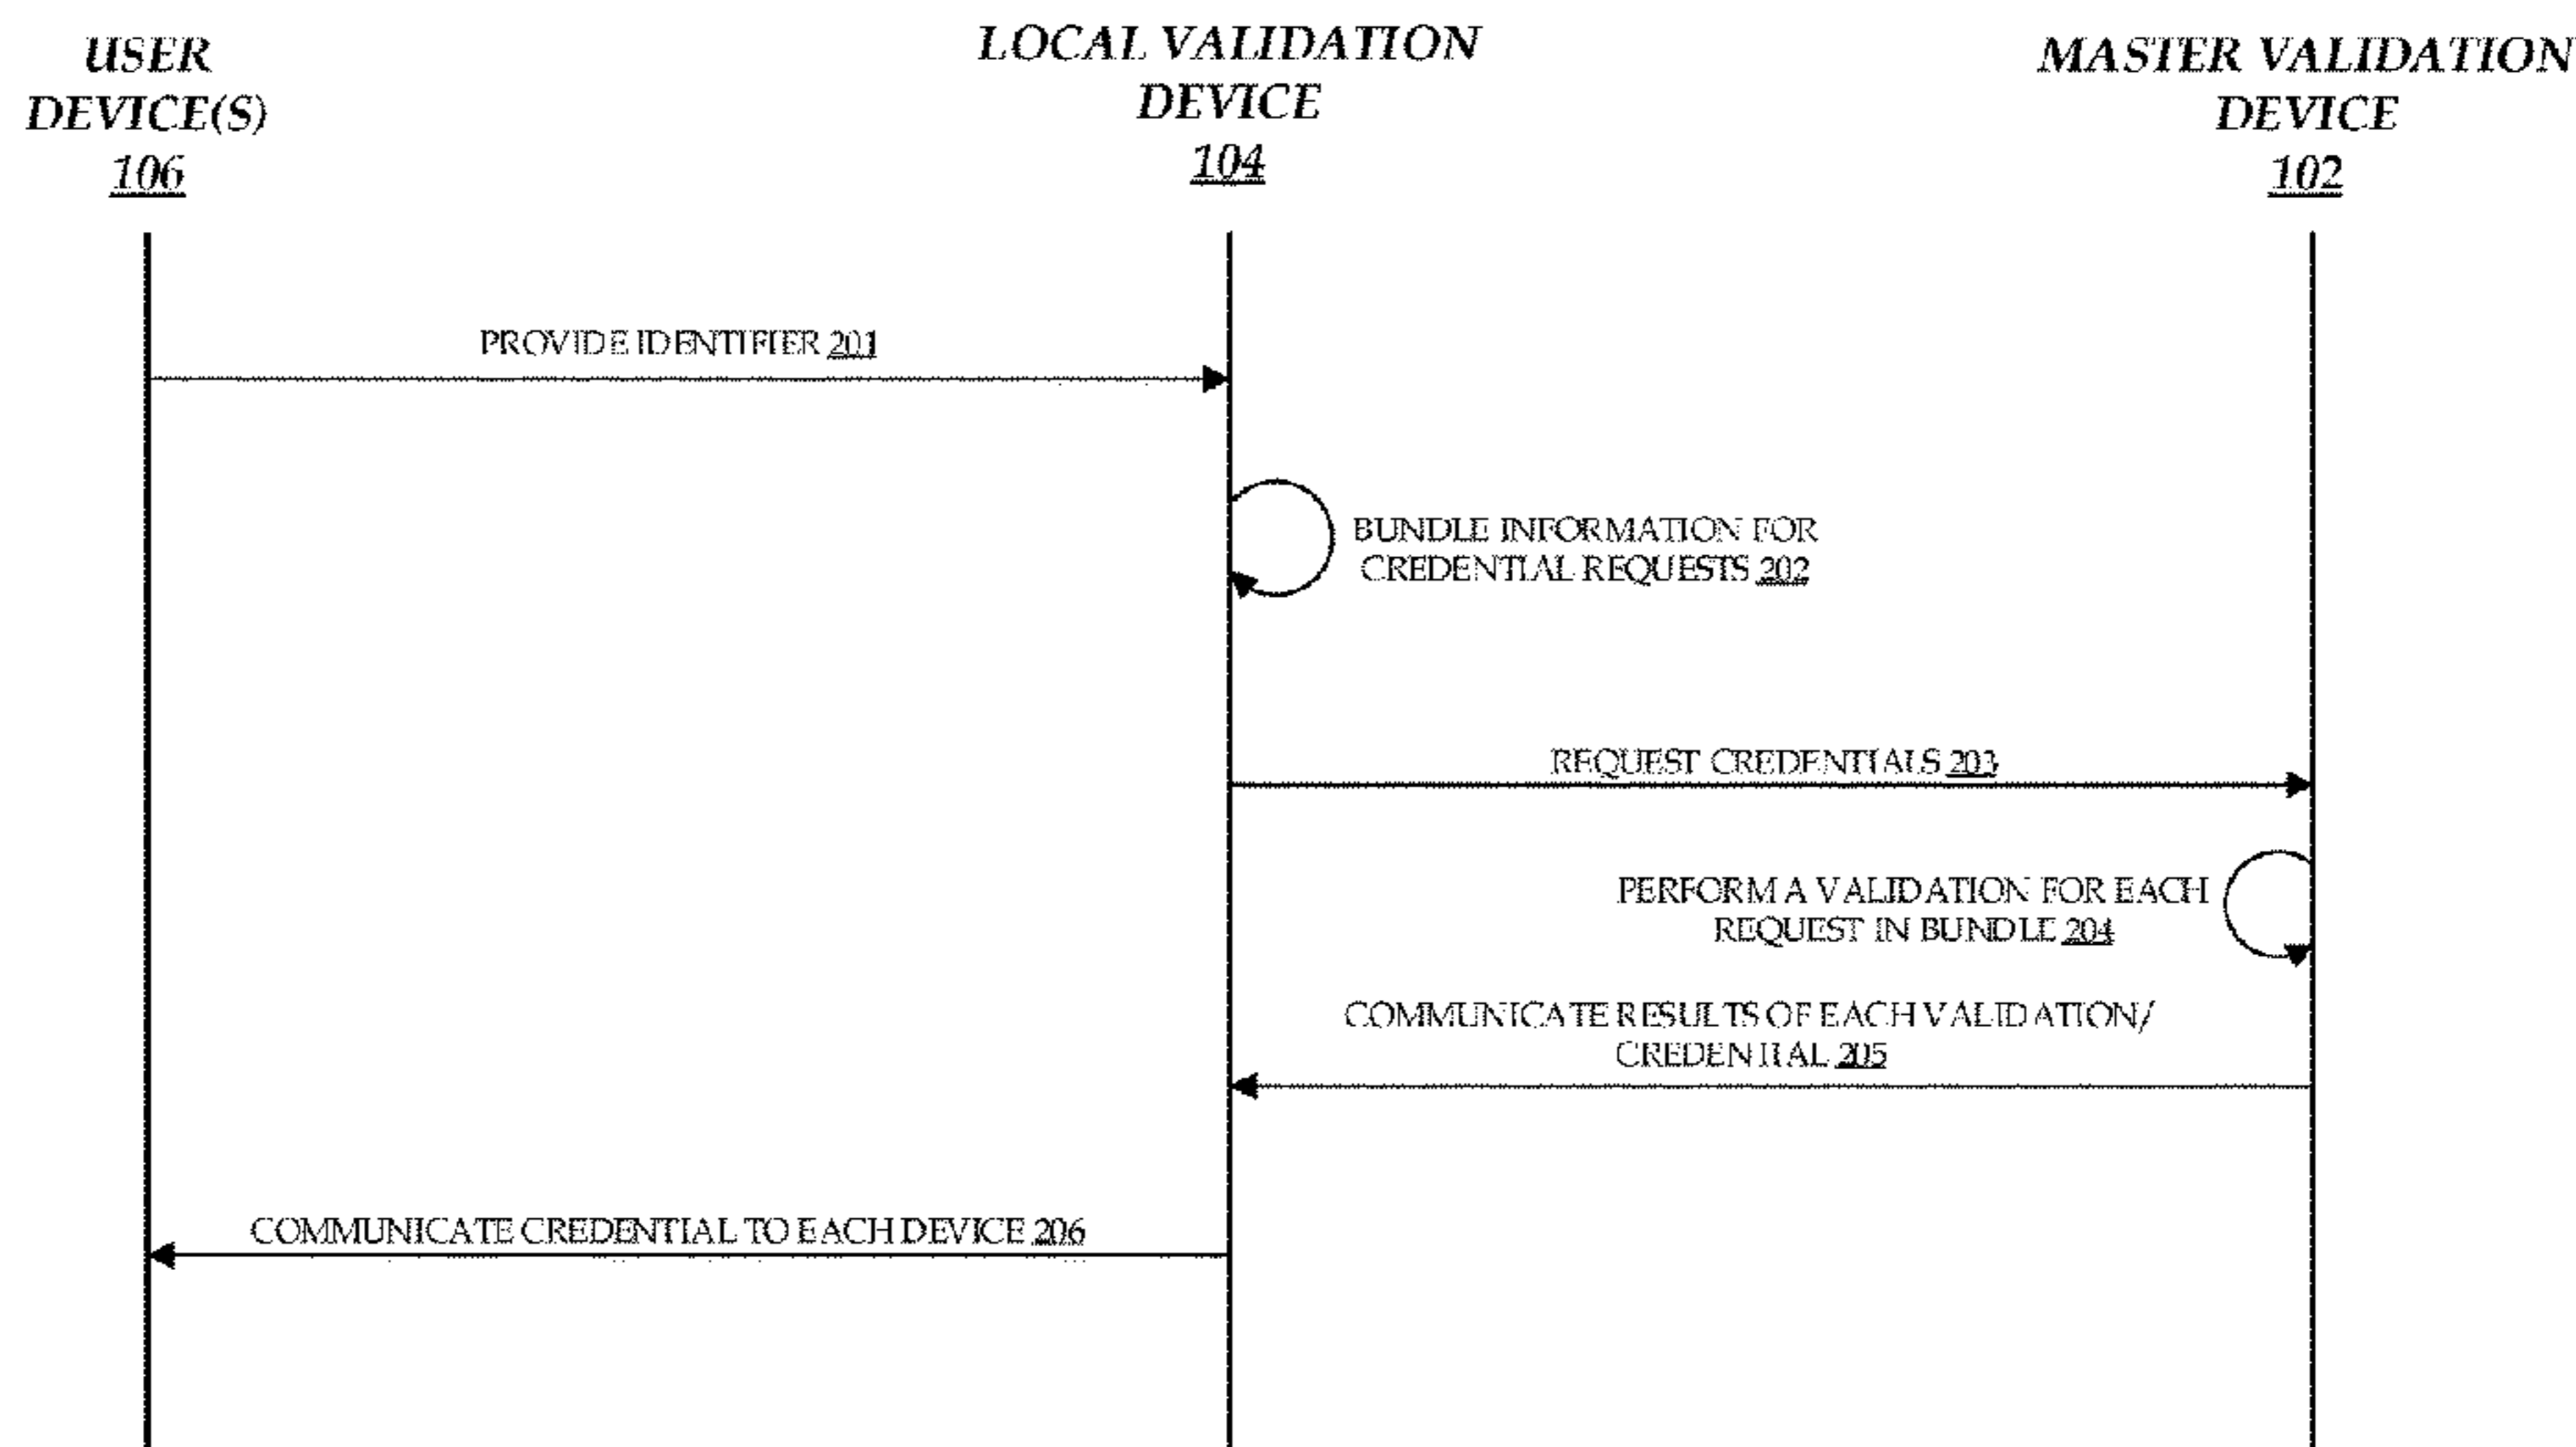 USER
DEVICE(S)
106
LOCAL VALIDATION
DEVICE
104
MASTER VALIDATION
DEVICE
102
PROVIDE IDENTIFIER 201
BUNDLE INFORMATION FOR
CREDENTIAL REQUESTS 202
REQUEST CREDENTIALS 203
PERFORM A VALIDATION FOR EACH
REQUEST IN BUNDLE 204
COMMUNICATE RESULTS OF EACH VALIDATION/
CREDENTIAL 205
COMMUNICATE CREDENTIAL TO EACH DEVICE 206